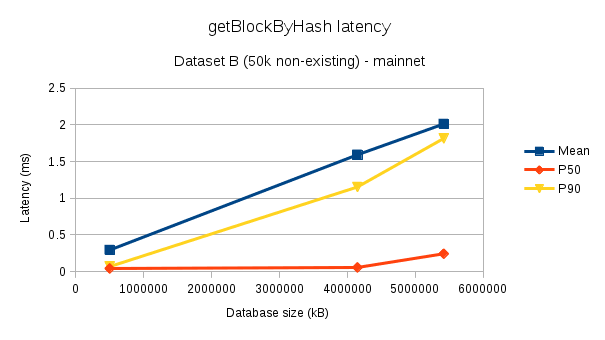 getBlockByHash latency
Dataset B (50k non-existing) - mainnet
2.5
2
1.5
1
0.5
0
Latency (ms)
0 1000000 2000000 3000000 4000000 5000000 6000000
Database size (kB)
Mean
P50
P90